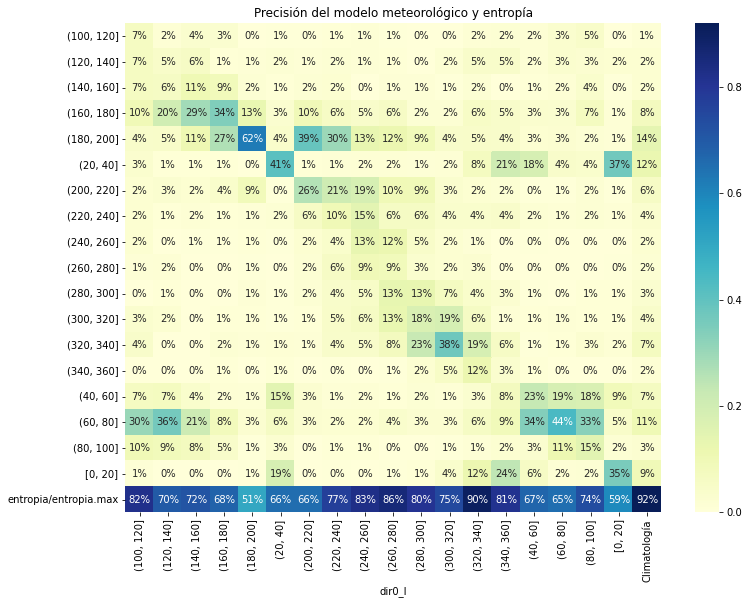 Precisión del modelo meteorológico y entropía
(100, 120] 7% 2% 4% 3% 0% 1% 0% 1% 1% 1% 0% 0% 2% 2% 2% 3% 5% 0% 1%
(120, 140] 7% 5% 6% 1% 1% 2% 1% 2% 1% 1% 0% 2% 5% 5% 2% 3% 3% 2% 2%
(140, 160] 7% 6% 11% 9% 2% 1% 2% 2% 0% 1% 1% 1% 2% 0% 1% 2% 4% 0% 2%
(160, 180] 10% 20% 29% 34% 13% 3% 10% 6% 5% 6% 2% 2% 6% 5% 3% 3% 7% 1% 8%
(180, 200] 4% 5% 11% 27% 62% 4% 39% 30% 13% 12% 9% 4% 5% 4% 3% 3% 2% 1% 14%
(20, 40] 3% 1% 1% 1% 0% 41% 1% 1% 2% 2% 1% 2% 8% 21% 18% 4% 4% 37% 12%
(200, 220] 2% 3% 2% 4% 9% 0% 26% 21% 19% 10% 9% 3% 2% 2% 0% 1% 2% 1% 6%
(220, 240] 2% 1% 2% 1% 1% 2% 6% 10% 15% 6% 6% 4% 4% 4% 2% 1% 2% 1% 4%
(240, 260] 2% 0% 1% 1% 1% 0% 2% 4% 13% 12% 5% 2% 1% 0% 0% 0% 0% 0% 2%
(260, 280] 1% 2% 0% 0% 0% 1% 2% 6% 9% 9% 3% 2% 3% 0% 0% 0% 0% 0% 2%
(280, 300] 0% 1% 0% 0% 1% 1% 2% 4% 5% 13% 13% 7% 4% 3% 1% 0% 1% 1% 3%
(300, 320] 3% 2% 0% 1% 1% 1% 1% 5% 6% 13% 18% 19% 6% 1% 1% 1% 1% 1% 4%
(320, 340] 4% 0% 0% 2% 1% 1% 1% 4% 5% 8% 23% 38% 19% 6% 1% 1% 3% 2% 7%
(340, 360] 0% 0% 0% 1% 0% 1% 0% 0% 1% 0% 2% 5% 12% 3% 1% 0% 0% 0% 2%
(40, 60] 7% 7% 4% 2% 1% 15% 3% 1% 2% 1% 2% 1% 3% 8% 23% 19% 18% 9% 7%
(60, 80] 30% 36% 21% 8% 3% 6% 3% 2% 2% 4% 3% 3% 6% 9% 34% 44% 33% 5% 11%
(80, 100] 10% 9% 8% 5% 1% 3% 0% 1% 1% 0% 0% 1% 1% 2% 3% 11% 15% 2% 3%
[0, 20] 1% 0% 0% 0% 1% 19% 0% 0% 0% 1% 1% 4% 12% 24% 6% 2% 2% 35% 9%
entropia/entropia.max 82% 70% 72% 68% 51% 66% 66% 77% 83% 86% 80% 75% 90% 81% 67% 65% 74% 59% 92%
(100, 120]
(120, 140]
(140, 160]
(160, 180]
(180, 200]
(20, 40]
(200, 220]
(220, 240]
(240, 260]
(260, 280]
(280, 300]
(300, 320]
(320, 340]
(340, 360]
(40, 60]
(60, 80]
(80, 100]
[0, 20]
Climatología
dir0_l
0.8
0.6
0.4
0.2
0.0